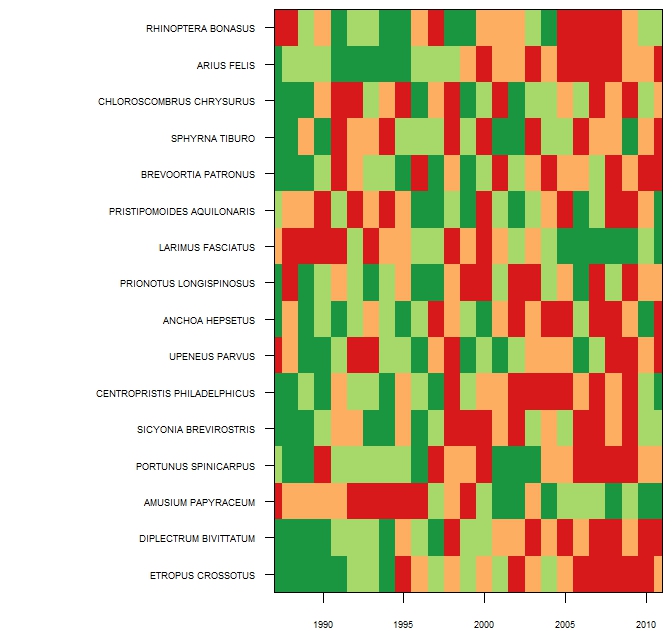 RHINOPTERA BONASUS
ARIUS FELIS
CHLOROSCOMBRUS CHRYSURUS
SPHYRNA TIBURO
BREVOORTIA PATRONUS
PRISTIPOMOIDES AQUILONARIS
LARIMUS FASCIATUS
PRIONOTUS LONGISPINOSUS
ANCHOA HEPSETUS
UPENEUS PARVUS
CENTROPRISTIS PHILADELPHICUS
SICYONIA BREVIROSTRIS
PORTUNUS SPINICARPUS
AMUSIUM PAPYRACEUM
DIPLECTRUM BIVITTATUM
ETROPUS CROSSOTUS
1990 1995 2000 2005 2010